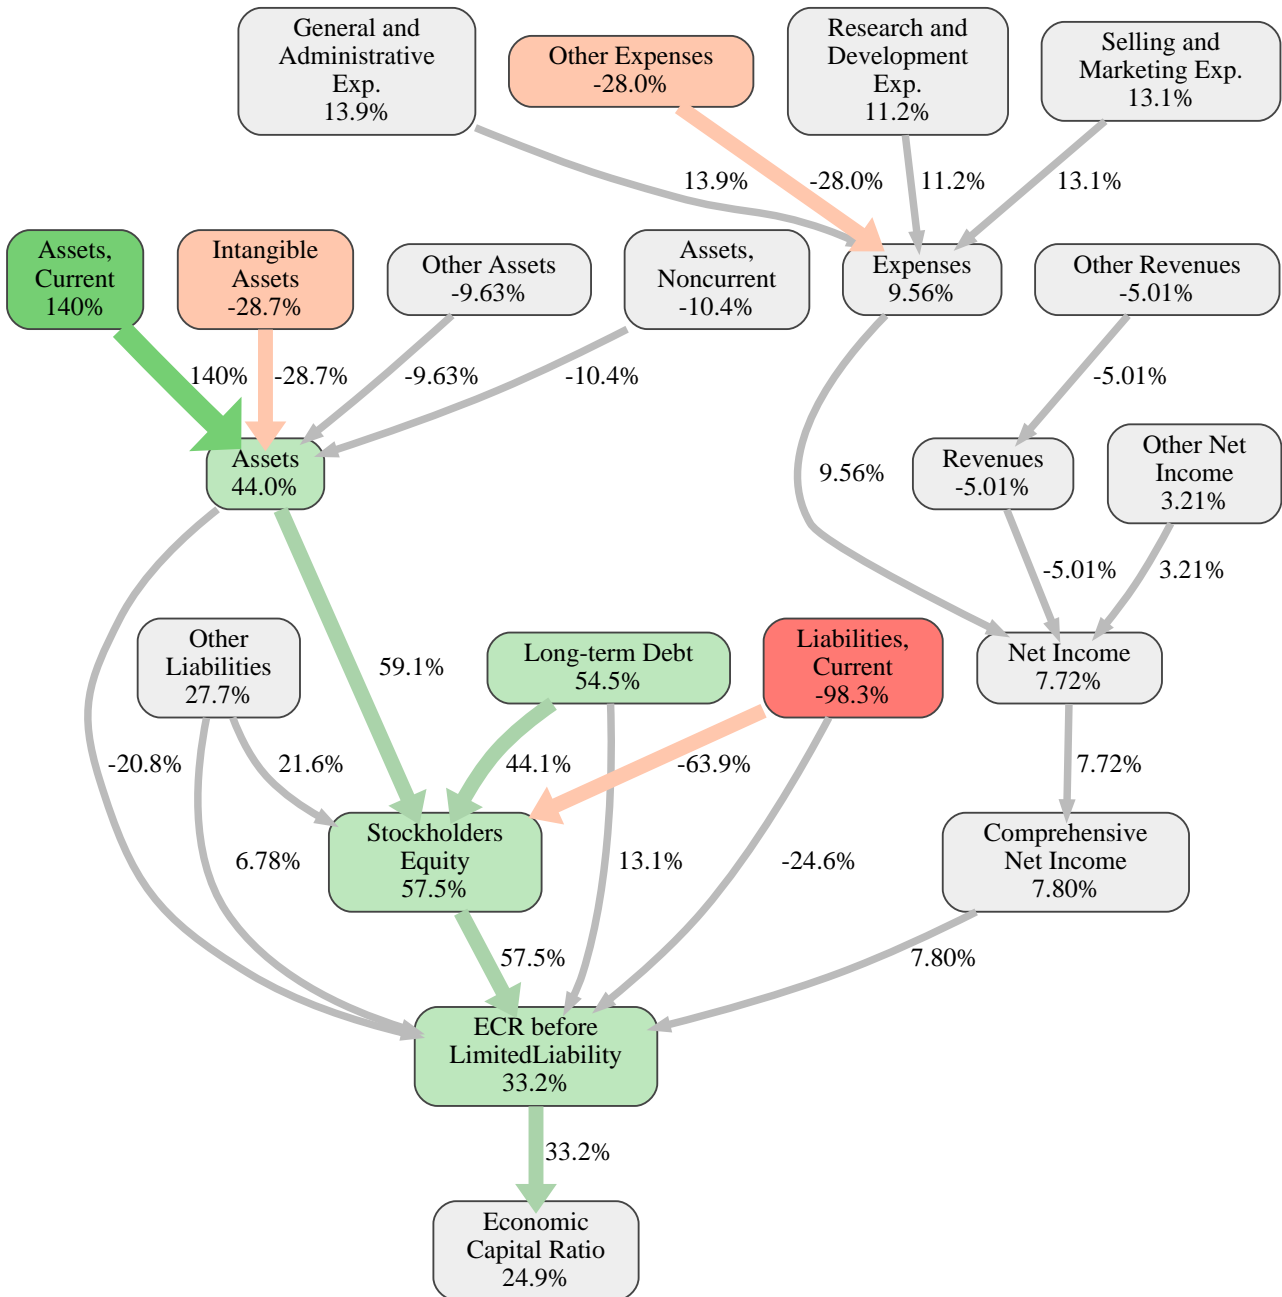 General and
Administrative
Exp.
13.9%
Other Expenses
-28.0%
Research and
Development
Exp.
11.2%
Selling and
Marketing Exp.
13.1%
13.9%
-28.0%
11.2%
13.1%
Assets,
Current
140%
Intangible
Assets
-28.7%
Other Assets
-9.63%
Assets,
Noncurrent
-10.4%
Expenses
9.56%
Other Revenues
-5.01%
140%
-28.7%
-9.63%
-10.4%
-5.01%
Assets
44.0%
9.56%
Revenues
-5.01%
Other Net
Income
3.21%
-5.01%
3.21%
Other
Liabilities
27.7%
59.1%
Long-term Debt
54.5%
Liabilities,
Current
-98.3%
Net Income
7.72%
-20.8%
21.6%
44.1%
-63.9%
7.72%
Stockholders
Equity
57.5%
6.78%
13.1%
-24.6%
Comprehensive
Net Income
7.80%
57.5%
7.80%
ECR before
LimitedLiability
33.2%
33.2%
Economic
Capital Ratio
24.9%